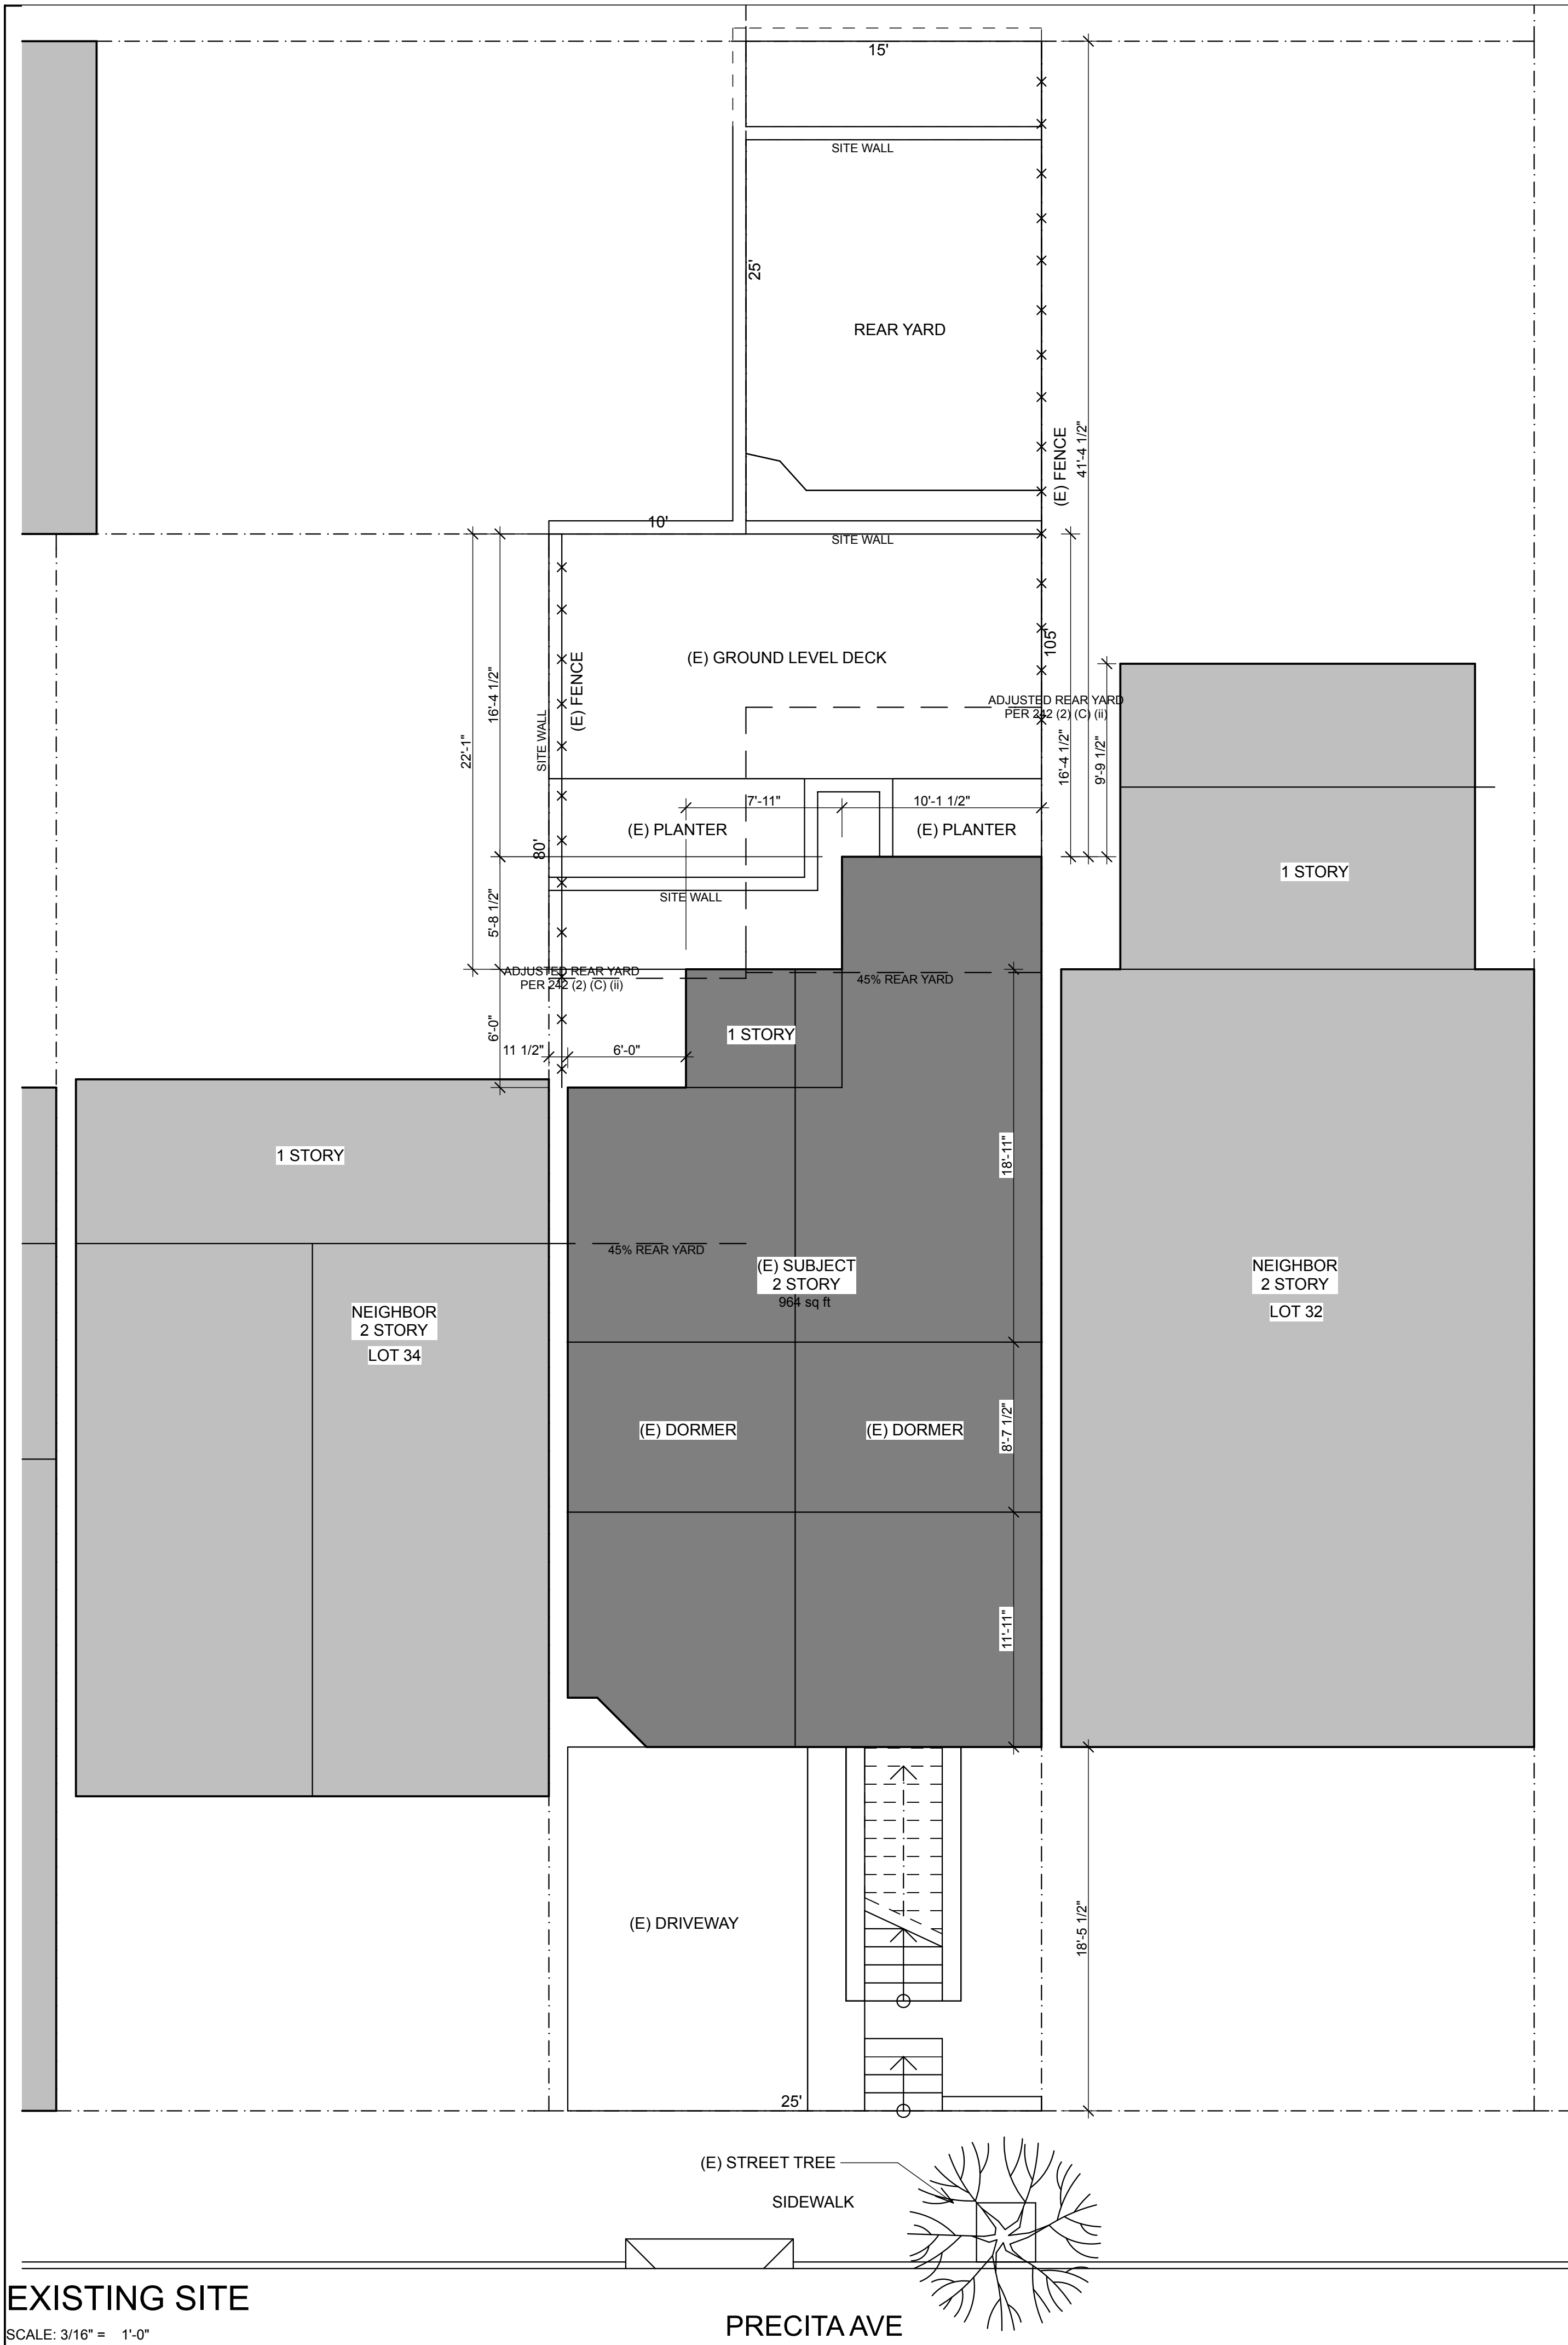 15'
SITE WALL
25'
REAR YARD
(E) FENCE
41'-4 1/2"
10'
SITE WALL
(E) GROUND LEVEL DECK
105'
(E) FENCE
16'-4 1/2"
SITE WALL
22'-1"
ADJUSTED REAR YARD
PER 242 (2) (C) (ii)
16'-4 1/2"
9'-9 1/2"
7'-11"
10'-1 1/2"
(E) PLANTER
(E) PLANTER
80'
1 STORY
SITE WALL
5'-8 1/2"
ADJUSTED REAR YARD
PER 242 (2) (C) (ii)
45% REAR YARD
6'-0"
1 STORY
11 1/2"
6'-0"
1 STORY
18'-11"
45% REAR YARD
(E) SUBJECT
2 STORY
964 sq ft
NEIGHBOR
2 STORY
LOT 32
NEIGHBOR
2 STORY
LOT 34
(E) DORMER
(E) DORMER
8'-7 1/2"
11'-11"
(E) DRIVEWAY
18'-5 1/2"
25'
(E) STREET TREE
SIDEWALK
EXISTING SITE
SCALE: 3/16" = 1'-0"
PRECITA AVE